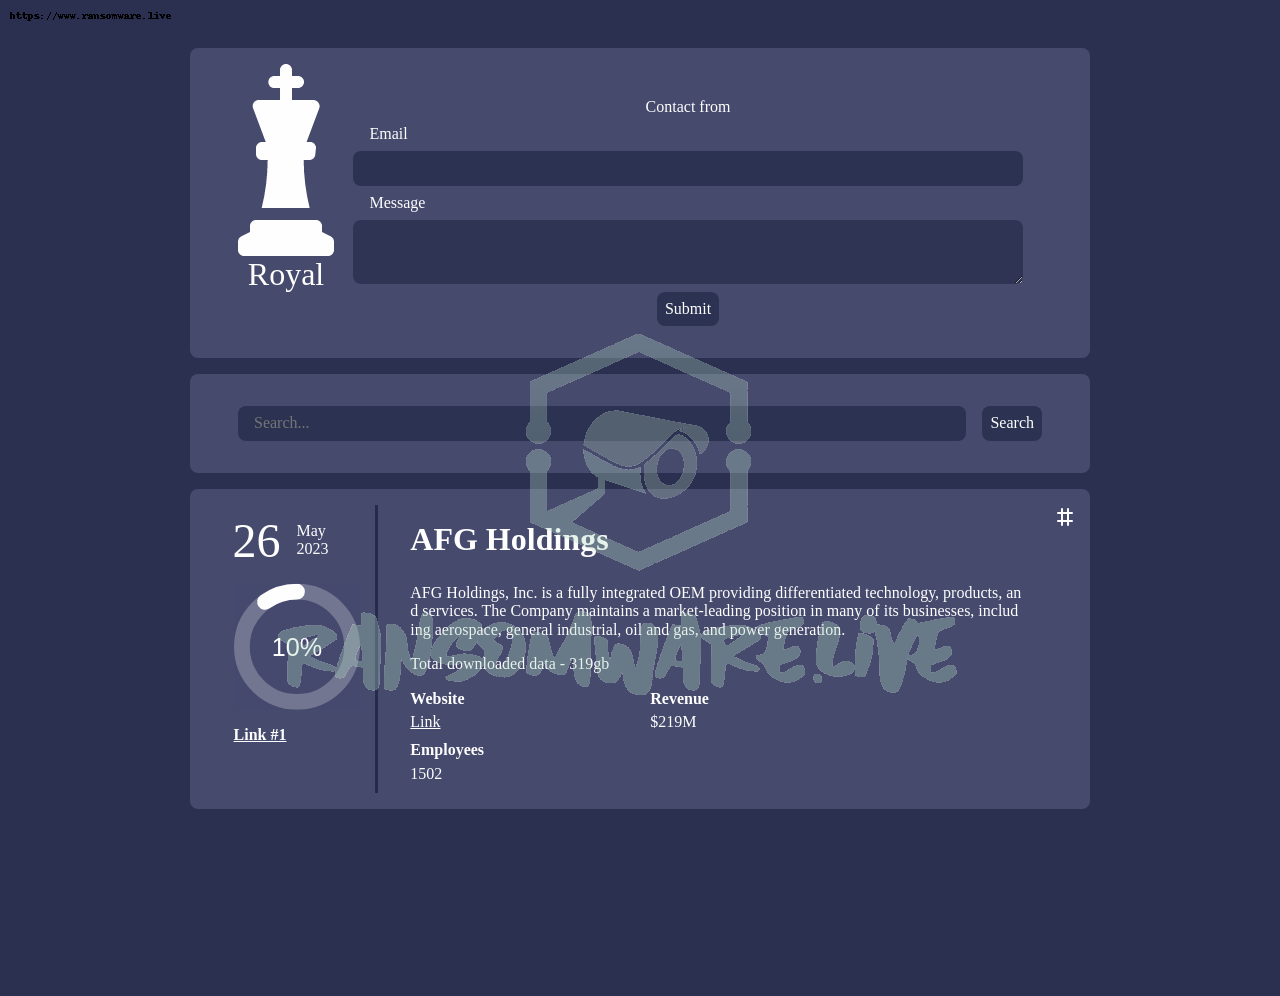 https://www.ransomware.live
Contact from
Email
Message
Royal
Submit
Search...
Search
26
May
2023
10%
Link #1
AFG Holdings
#
AFG Holdings, Inc. is a fully integrated OEM providing differentiated technology, products, an
d services. The Company maintains a market-leading position in many of its businesses, includ
ing aerospace, general industrial, oil and gas, and power generation.
Total downloaded data - 319gb
Website
Revenue
Link
$219M
Employees
1502
RANSOMWARE.LIVE